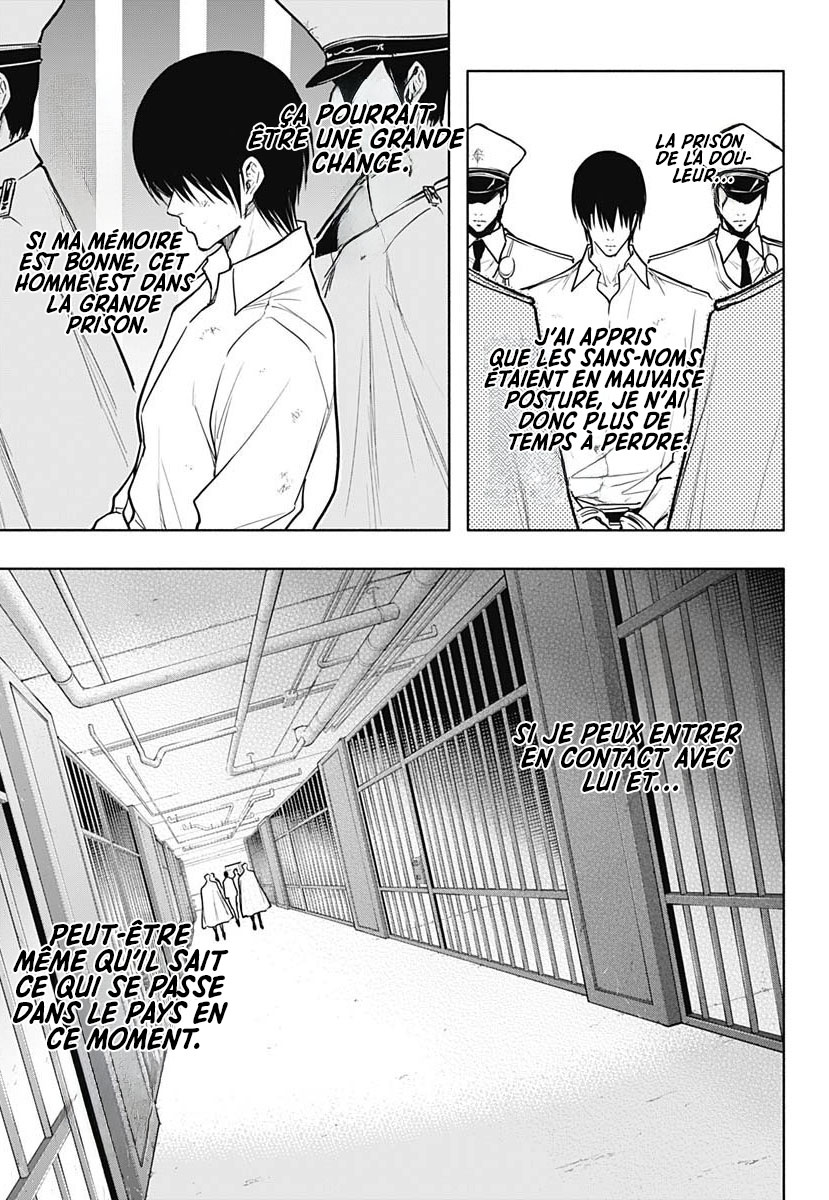 LA PRISON
DE LA DOU-
LEUR...
J'AI APPRIS
QUE LES SANS-NOMS
ÉTAIENT EN MAUVAISE
POSTURE, JE N'AI
DONC PLUS DE
TEMPS À PERDRE.
ÇA POURRAIT
ÊTRE UNE GRANDE
CHANCE.
SI MA MÉMOIRE
EST BONNE, CET
HOMME EST DANS
LA GRANDE
PRISON.
SI JE PEUX ENTRER
EN CONTACT AVEC
LUI ET...
PEUT-ÊTRE
MÊME QU'IL SAIT
CE QUI SE PASSE
DANS LE PAYS EN
CE MOMENT.